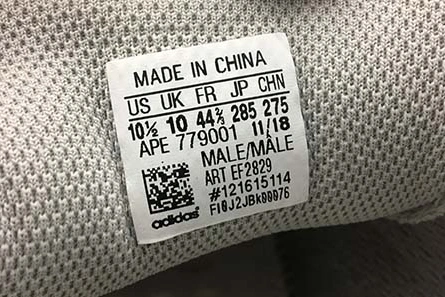 MADE IN CHINA
US UK FR JP CHN
10½ 10 44⅔ 285 275
APE 779001 11/18
MALE/MÂLE
ART EF2829
#121615114
F10J2JBk00076
adidas